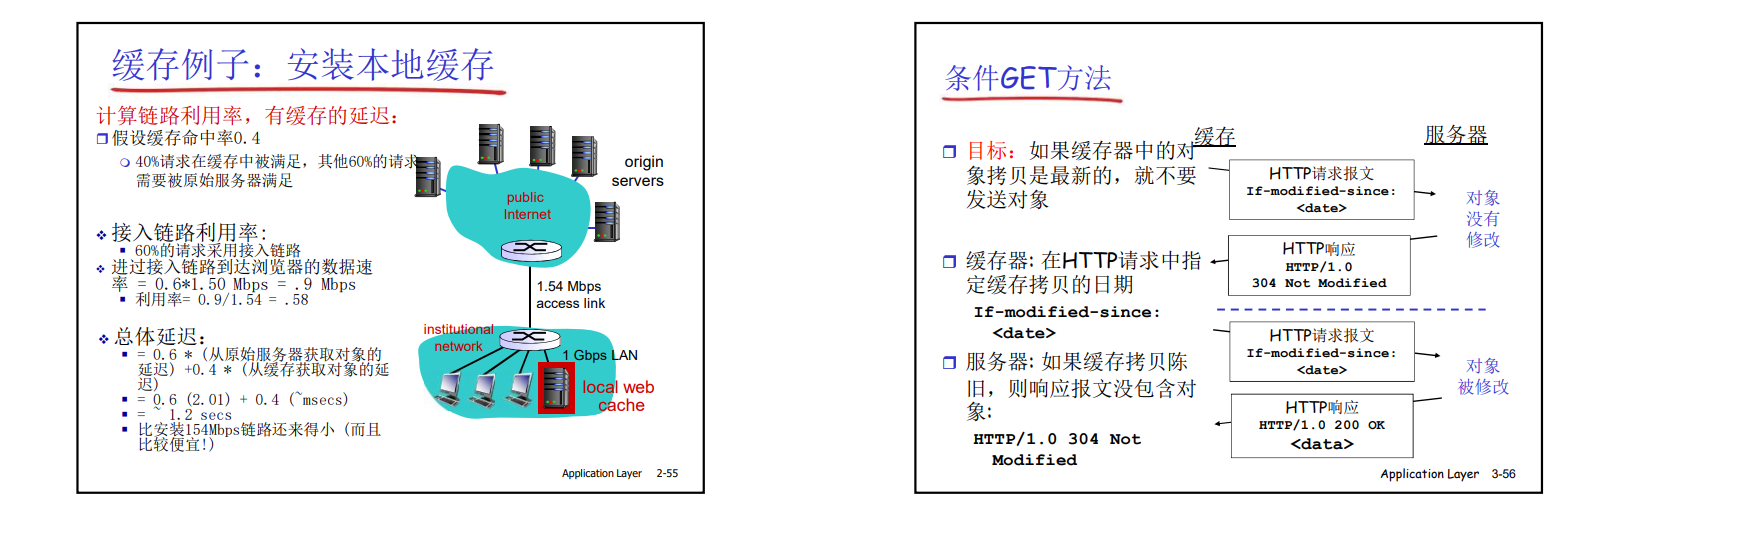 缓存例子：安装本地缓存
计算链路利用率，有缓存的延迟：
假设缓存命中率0.4
40%请求在缓存中被满足，其他60%的请求
需要被原始服务器满足
接入链路利用率:
60%的请求采用接入链路
进过接入链路到达浏览器的数据速
率 = 0.6*1.50 Mbps = .9 Mbps
利用率= 0.9/1.54 = .58
总体延迟：
= 0.6 * (从原始服务器获取对象的
延迟) +0.4 * (从缓存获取对象的延
迟)
= 0.6 (2.01) + 0.4 (~msecs)
= ~ 1.2 secs
比安装154Mbps链路还来得小 (而且
比较便宜!)
origin
servers
public
Internet
1.54 Mbps
access link
institutional
network
1 Gbps LAN
local web
cache
Application Layer 2-55
条件GET方法
目标：如果缓存器中的对
象拷贝是最新的，就不要
发送对象
缓存器: 在HTTP请求中指
定缓存拷贝的日期
If-modified-since:
<date>
服务器: 如果缓存拷贝陈
旧，则响应报文没包含对
象:
HTTP/1.0 304 Not
Modified
缓存
服务器
HTTP请求报文
If-modified-since:
<date>
对象
没有
修改
HTTP响应
HTTP/1.0
304 Not Modified
HTTP请求报文
If-modified-since:
<date>
对象
被修改
HTTP响应
HTTP/1.0 200 OK
<data>
Application Layer 3-56